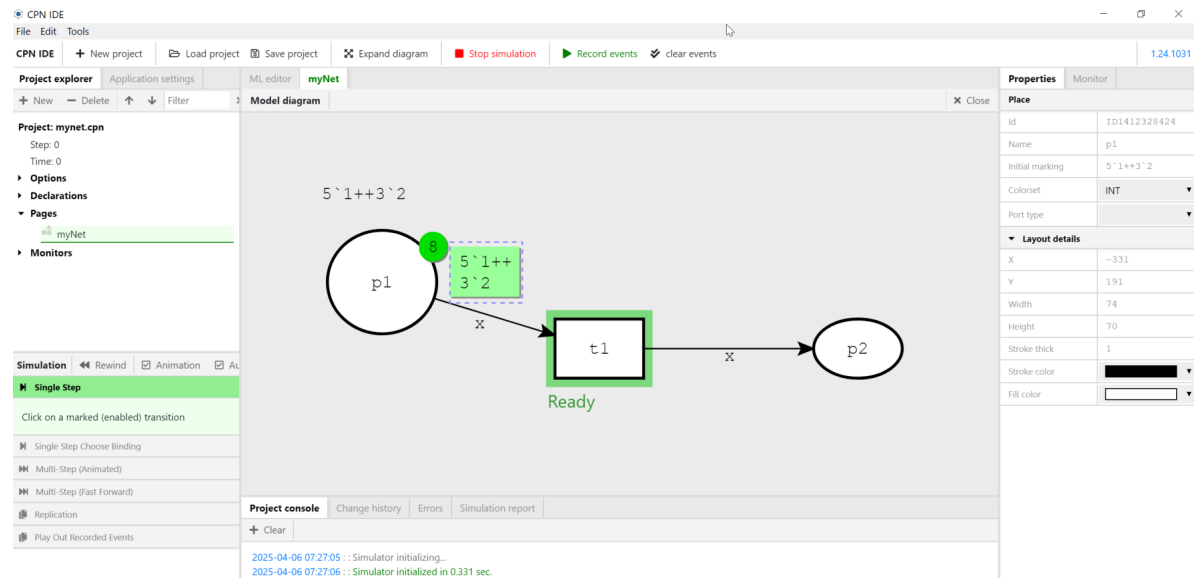 CPN IDE
File Edit Tools
CPN IDE + New project Load project Save project Expand diagram Stop simulation Record events clear events 1.24.1031
Project explorer Application settings
+ New − Delete Filter
Project: mynet.cpn
Step: 0
Time: 0
Options
Declarations
Pages
myNet
Monitors
Simulation Rewind Animation Au
Single Step
Click on a marked (enabled) transition
Single Step Choose Binding
Multi-Step (Animated)
Multi-Step (Fast Forward)
Replication
Play Out Recorded Events
ML editor myNet
Model diagram × Close
5`1++3`2
8
5`1++
3`2
p1
x
t1
x
p2
Ready
Project console Change history Errors Simulation report
+ Clear
2025-04-06 07:27:05 : : Simulator initializing...
2025-04-06 07:27:06 : : Simulator initialized in 0.331 sec.
Properties Monitor
Place
Id ID1412328424
Name p1
Initial marking 5`1++3`2
Colorset INT
Port type
Layout details
X -331
Y 191
Width 74
Height 70
Stroke thick 1
Stroke color
Fill color